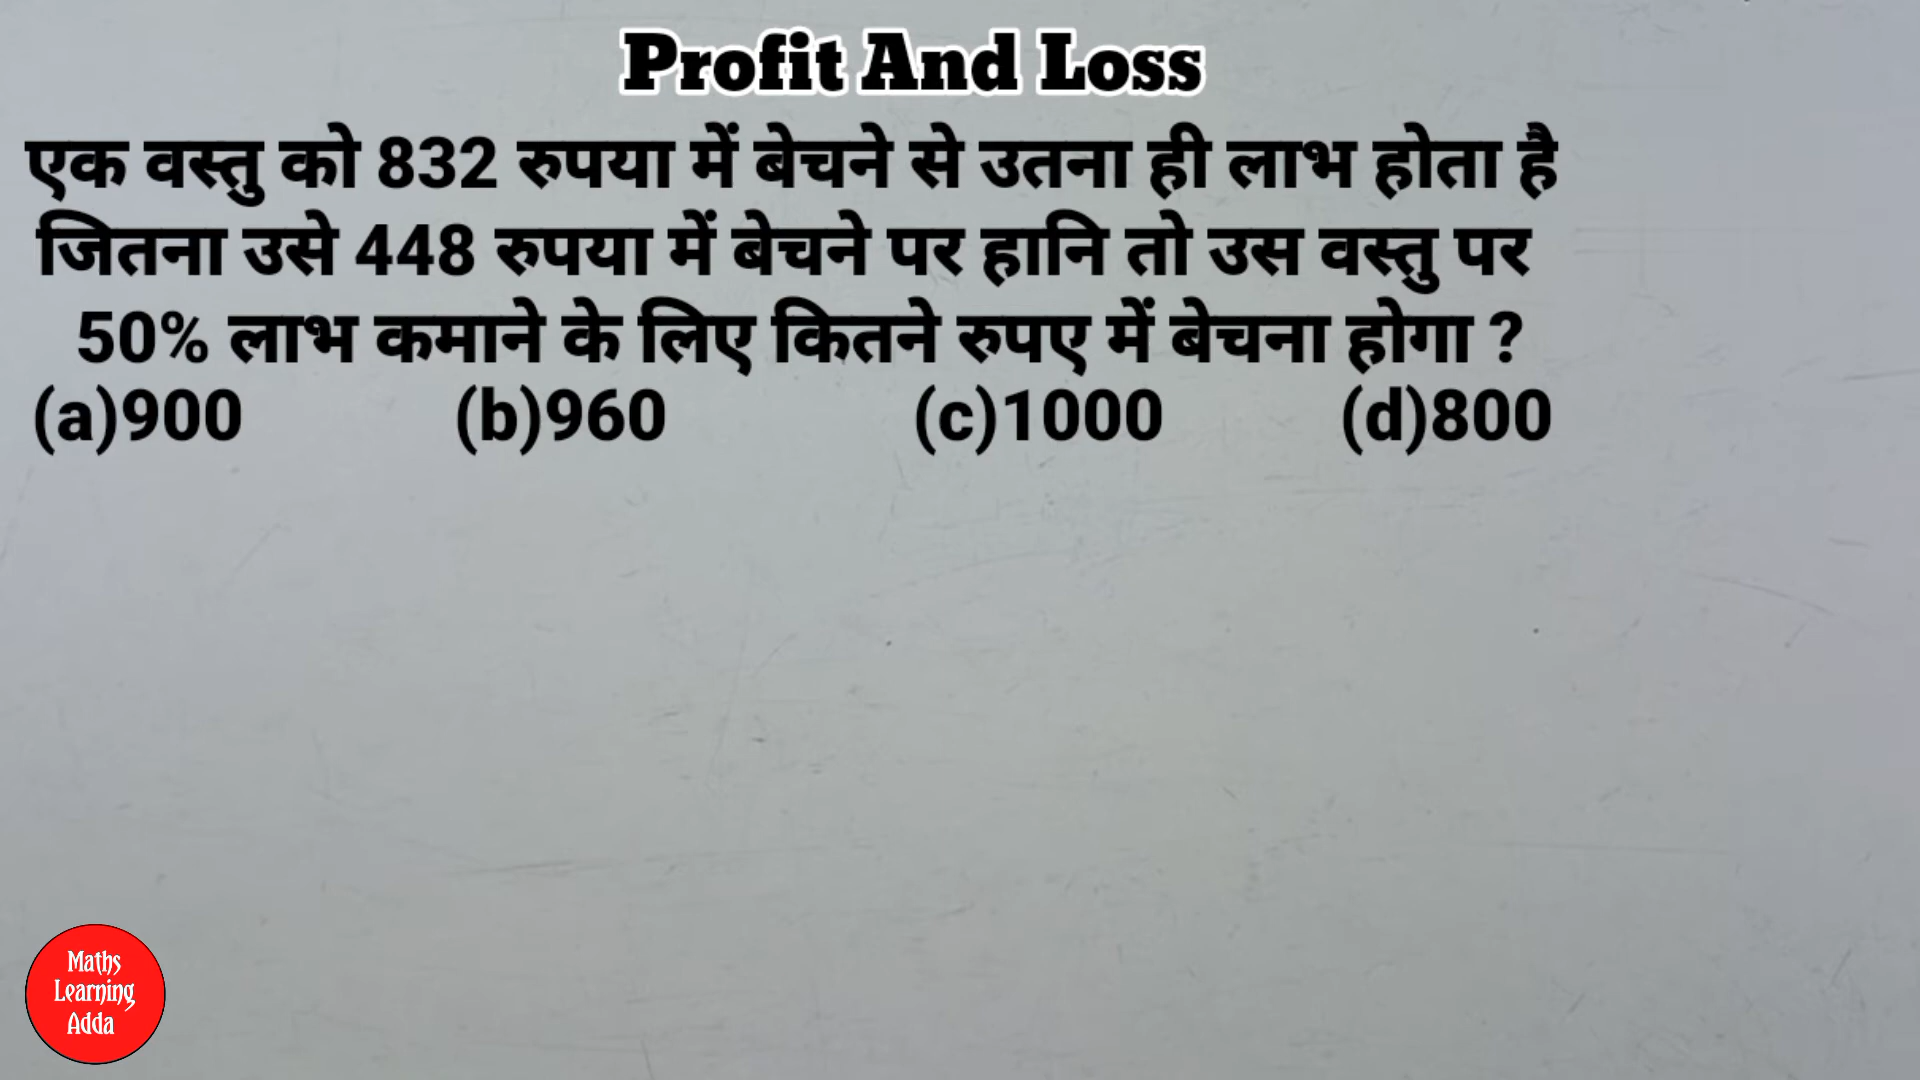 Profit And Loss
एक वस्तु को 832 रुपया में बेचने से उतना ही लाभ होता है
जितना उसे 448 रुपया में बेचने पर हानि तो उस वस्तु पर
50% लाभ कमाने के लिए कितने रुपए में बेचना होगा ?
(a)900 (b)960 (c)1000 (d)800
Maths
Learning
Adda